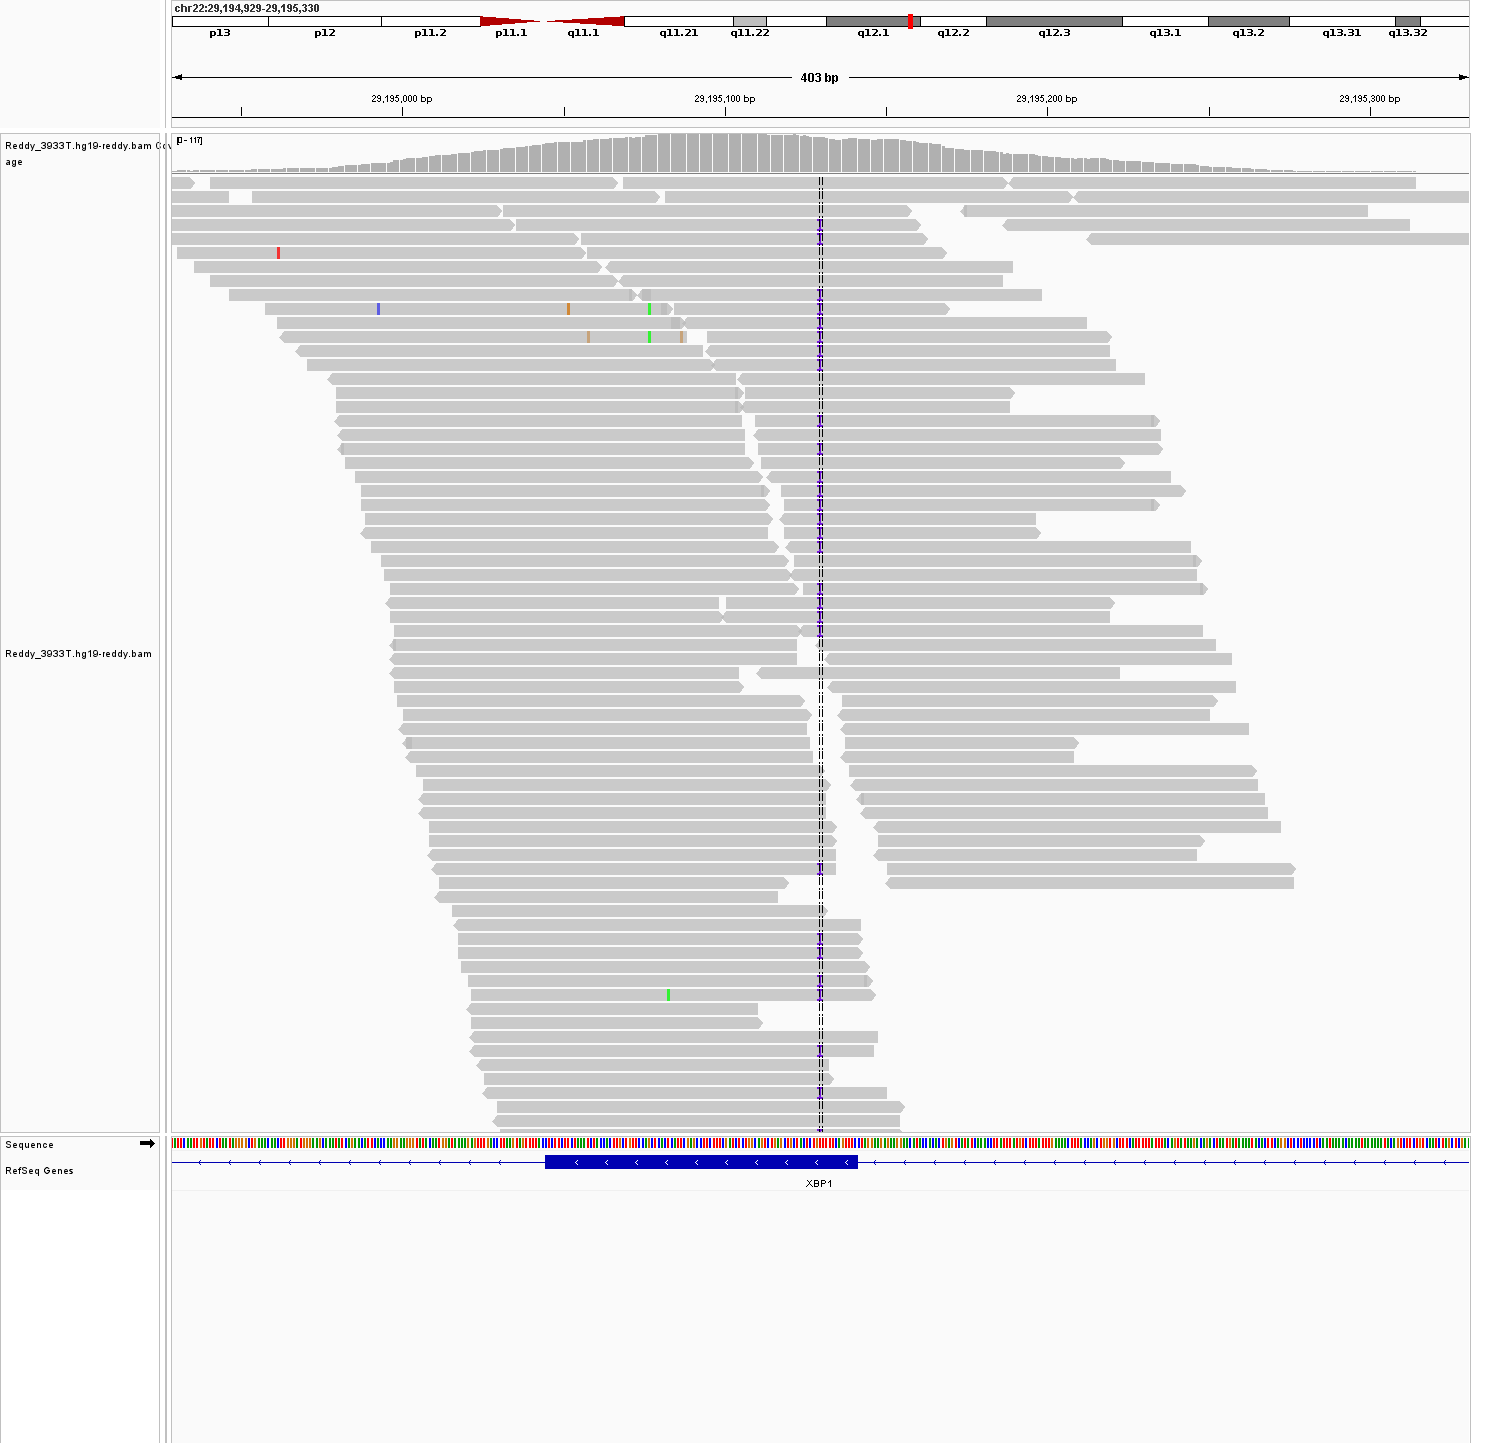 chr22:29,194,929-29,195,330
p13 p12 p11.2 p11.1 q11.1 q11.21 q11.22 q12.1 q12.2 q12.3 q13.1 q13.2 q13.31 q13.32
403 bp
29,195,000 bp 29,195,100 bp 29,195,200 bp 29,195,300 bp
Reddy_3933T.hg19-reddy.bam Cov
age
[0 - 117]
Reddy_3933T.hg19-reddy.bam
Sequence
RefSeq Genes
XBP1